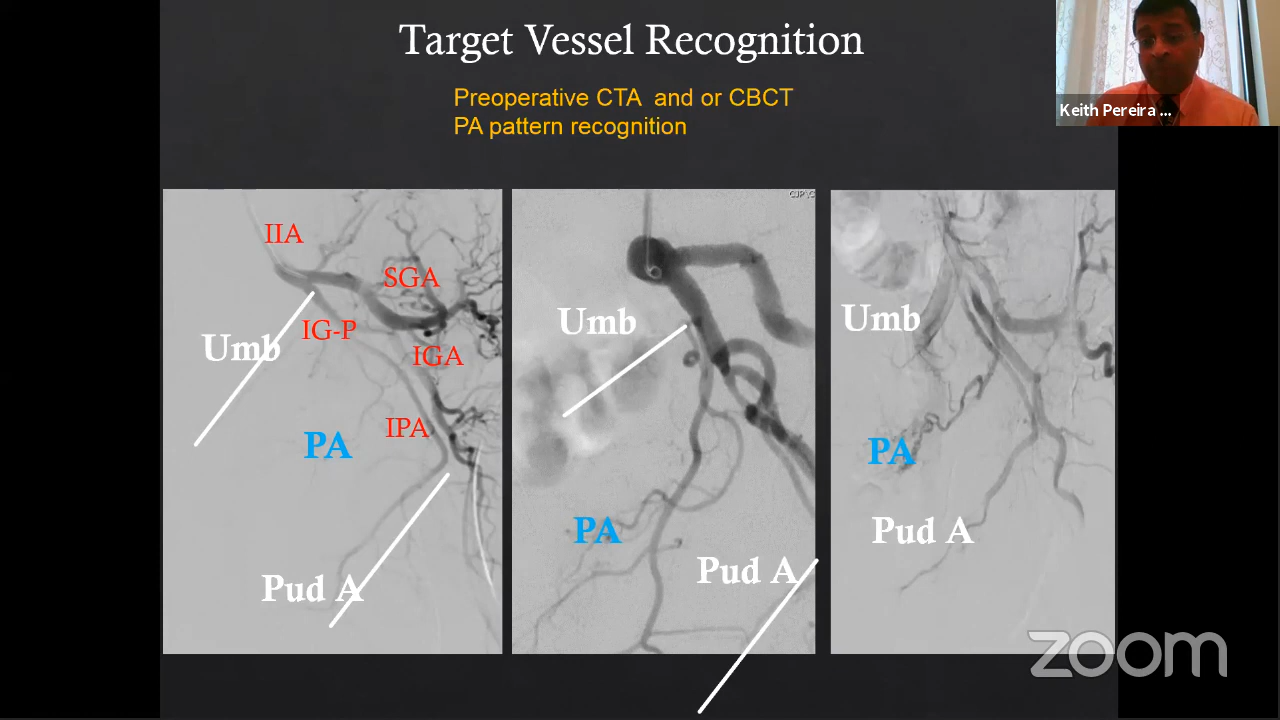 Target Vessel Recognition
Preoperative CTA and or CBCT
PA pattern recognition
Keith Pereira ...
IIA
SGA
Umb
IG-P
IGA
IPA
PA
Pud A
Umb
PA
Pud A
Umb
PA
Pud A
zoom